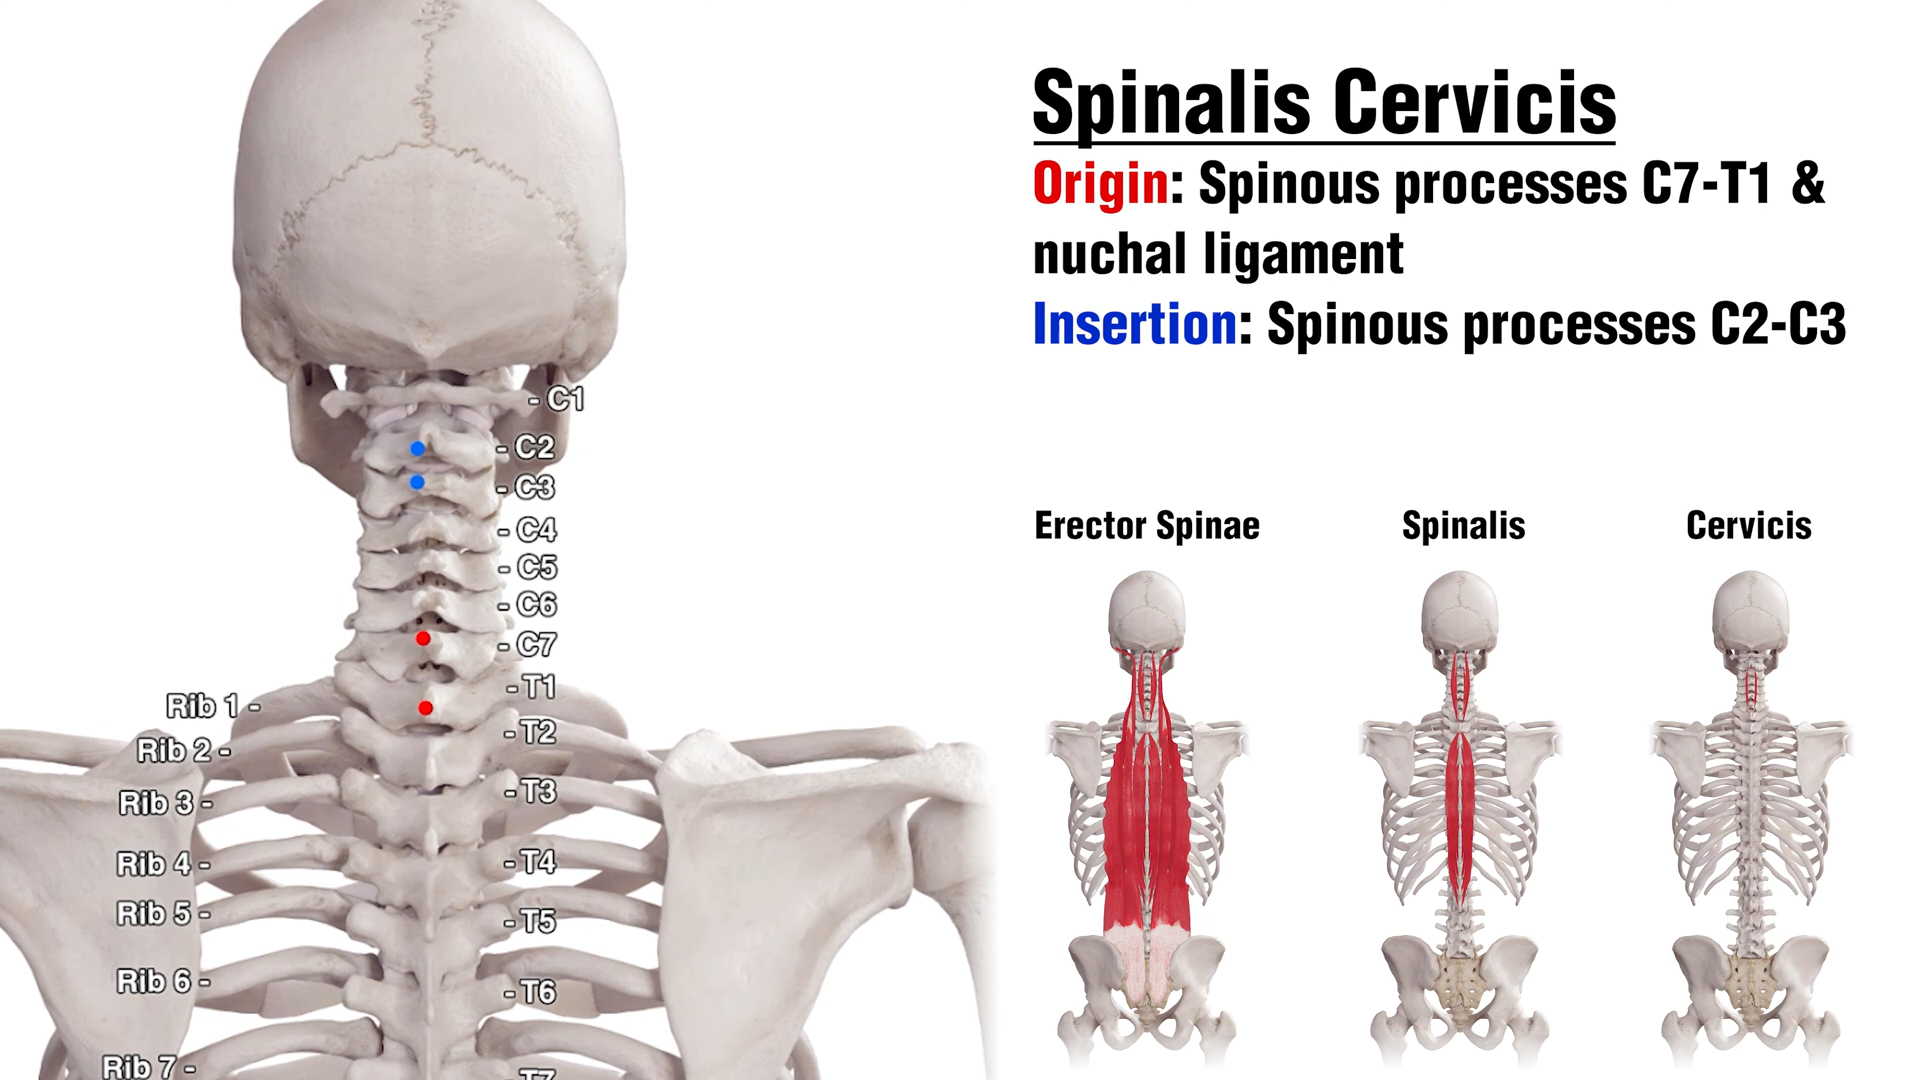 Spinalis Cervicis
Origin: Spinous processes C7-T1 &
nuchal ligament
Insertion: Spinous processes C2-C3
- C1
- C2
- C3
- C4
- C5
- C6
- C7
- T1
- T2
- T3
- T4
- T5
- T6
- T7
Rib 1 -
Rib 2 -
Rib 3 -
Rib 4 -
Rib 5 -
Rib 6 -
Rib 7 -
Erector Spinae
Spinalis
Cervicis